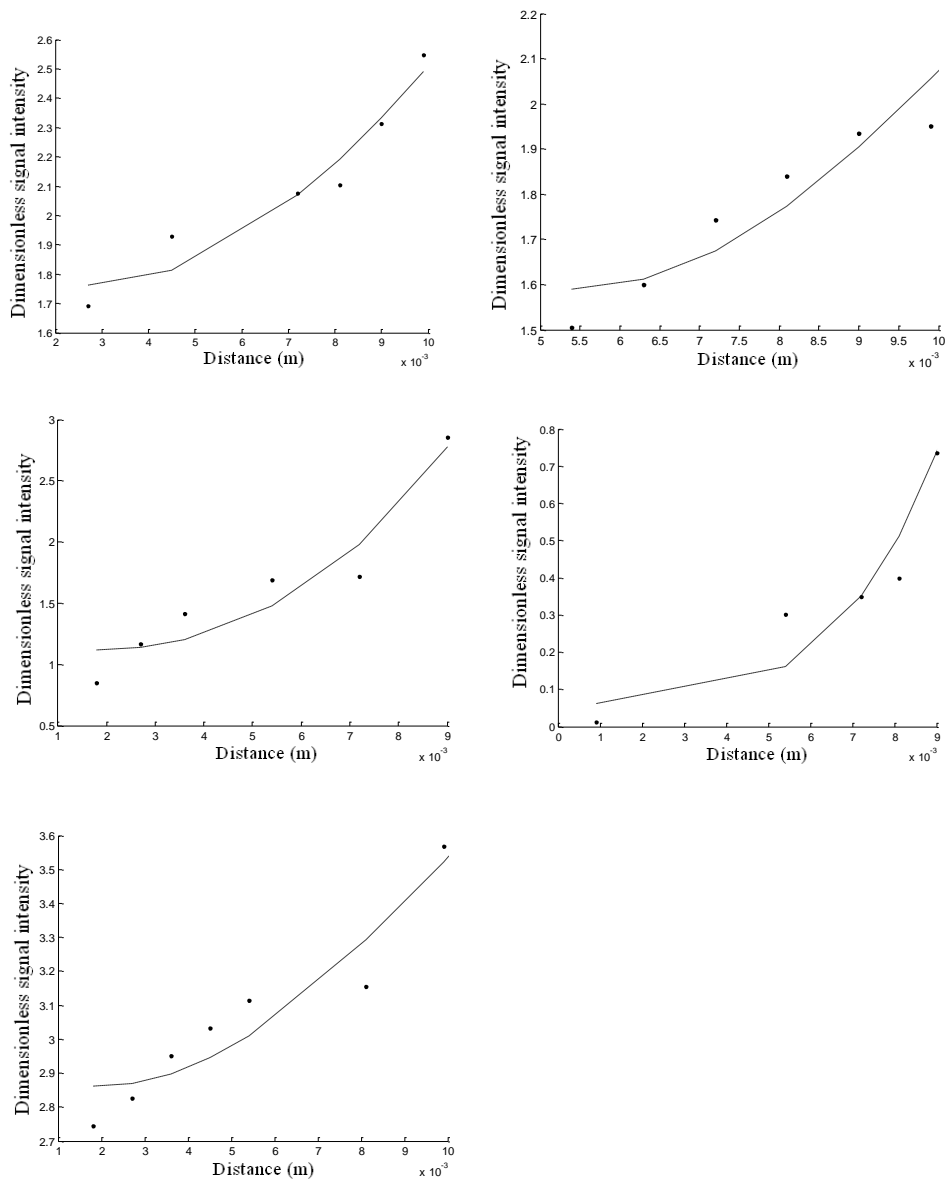 2.6
2.5
2.4
2.3
2.2
2.1
2
1.9
1.8
1.7
1.6
2 3 4 5 6 7 8 9 10
Dimensionless signal intensity
Distance (m)
x 10-3
2.2
2.1
2
1.9
1.8
1.7
1.6
1.5
5 5.5 6 6.5 7 7.5 8 8.5 9 9.5 10
Dimensionless signal intensity
Distance (m)
x 10-3
3
2.5
2
1.5
1
0.5
1 2 3 4 5 6 7 8 9
Dimensionless signal intensity
Distance (m)
x 10-3
0.8
0.7
0.6
0.5
0.4
0.3
0.2
0.1
0
0 1 2 3 4 5 6 7 8 9
Dimensionless signal intensity
Distance (m)
x 10-3
3.6
3.5
3.4
3.3
3.2
3.1
3
2.9
2.8
2.7
1 2 3 4 5 6 7 8 9 10
Dimensionless signal intensity
Distance (m)
x 10-3